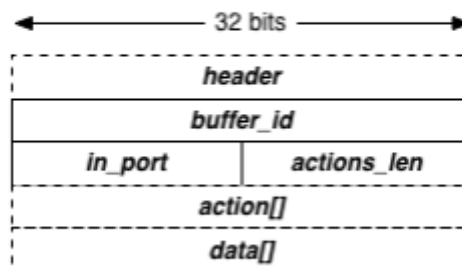 32 bits
header
buffer_id
in_port actions_len
action[]
data[]